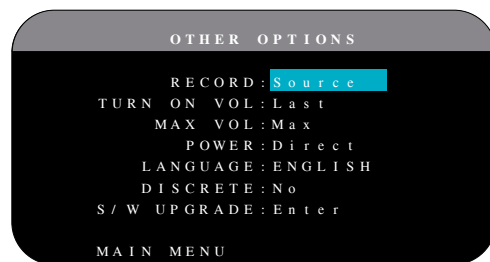 OTHER OPTIONS
RECORD:Source
TURN ON VOL:Last
MAX VOL:Max
POWER:Direct
LANGUAGE:ENGLISH
DISCRETE:No
S/W UPGRADE:Enter
MAIN MENU